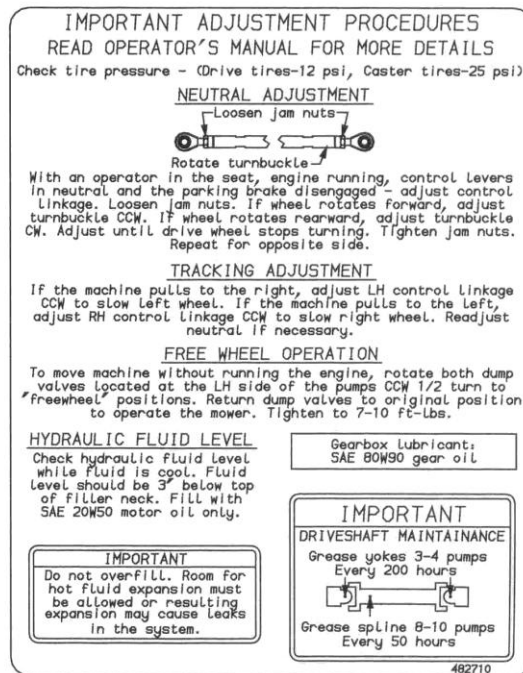 IMPORTANT ADJUSTMENT PROCEDURES
READ OPERATOR'S MANUAL FOR MORE DETAILS
Check tire pressure - (Drive tires-12 psi, Caster tires-25 psi)
NEUTRAL ADJUSTMENT
Loosen jam nuts
Rotate turnbuckle
With an operator in the seat, engine running, control levers
in neutral and the parking brake disengaged - adjust control
linkage. Loosen jam nuts. If wheel rotates forward, adjust
turnbuckle CCW. If wheel rotates rearward, adjust turnbuckle
CW. Adjust until drive wheel stops turning. Tighten jam nuts.
Repeat for opposite side.
TRACKING ADJUSTMENT
If the machine pulls to the right, adjust LH control linkage
CCW to slow left wheel. If the machine pulls to the left,
adjust RH control linkage CCW to slow right wheel. Readjust
neutral if necessary.
FREE WHEEL OPERATION
To move machine without running the engine, rotate both dump
valves located at the LH side of the pumps CCW 1/2 turn to
"freewheel" positions. Return dump valves to original position
to operate the mower. Tighten to 7-10 ft-lbs.
HYDRAULIC FLUID LEVEL
Check hydraulic fluid level
while fluid is cool. Fluid
level should be 3" below top
of filler neck. Fill with
SAE 20W50 motor oil only.
IMPORTANT
Do not overfill. Room for
hot fluid expansion must
be allowed or resulting
expansion may cause leaks
in the system.
Gearbox lubricant:
SAE 80W90 gear oil
IMPORTANT
DRIVESHAFT MAINTAINANCE
Grease yokes 3-4 pumps
Every 200 hours
Grease spline 8-10 pumps
Every 50 hours
482710